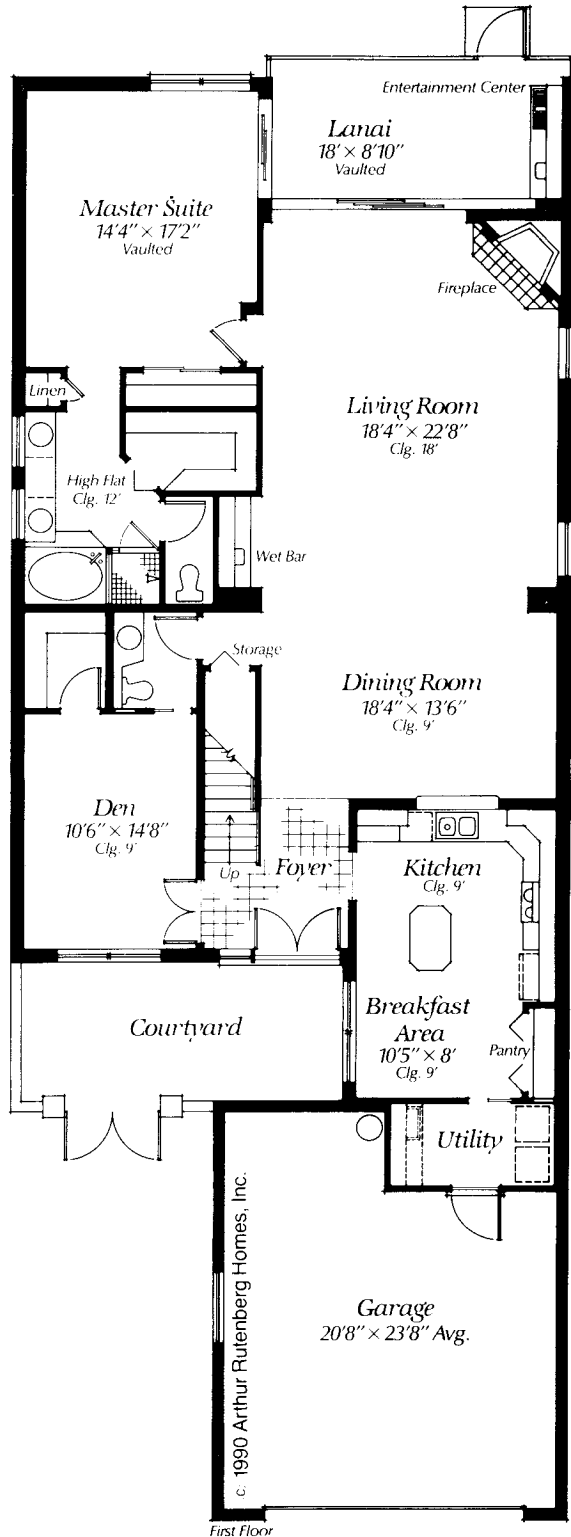 Entertainment Center
Lanai
18' × 8'10"
Vaulted
Master Suite
14'4" × 17'2"
Vaulted
Fireplace
Linen
Living Room
18'4" × 22'8"
Clg. 18'
High Flat
Clg. 12'
Wet Bar
Storage
Dining Room
18'4" × 13'6"
Clg. 9'
Den
10'6" × 14'8"
Clg. 9'
Up
Foyer
Kitchen
Clg. 9'
Courtyard
Breakfast
Area
10'5" × 8'
Clg. 9'
Pantry
Utility
c. 1990 Arthur Rutenberg Homes, Inc.
Garage
20'8" × 23'8" Avg.
First Floor